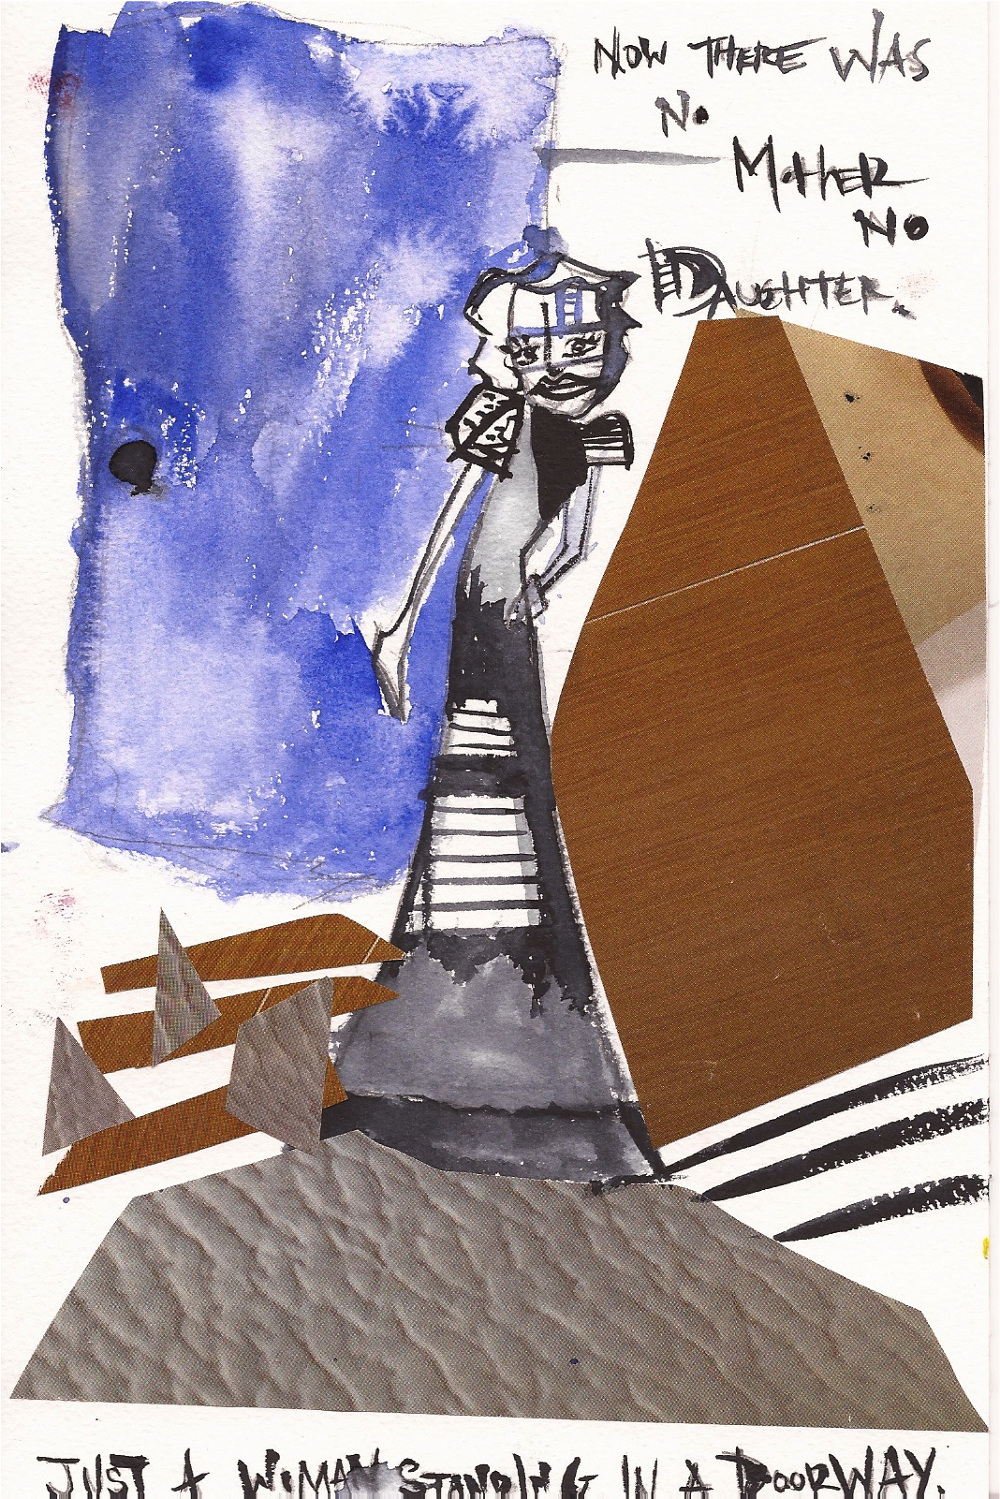 NOW THERE WAS
NO
MOTHER
NO
DAUGHTER.
JUST A WOMAN STANDING IN A DOORWAY.